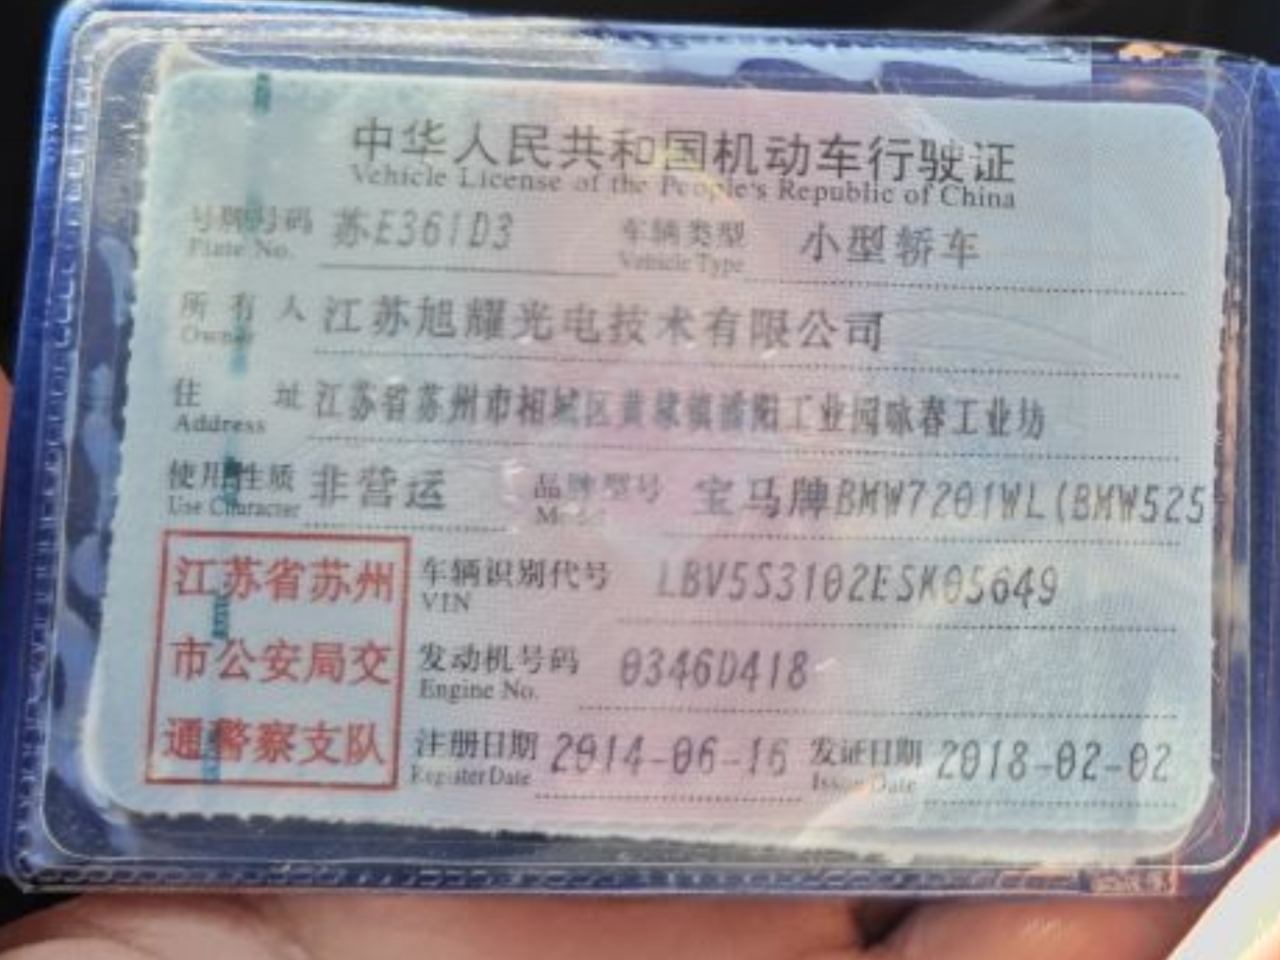 中华人民共和国机动车行驶证
Vehicle License of the People's Republic of China
号牌号码 苏E361D3 车辆类型 小型轿车
Plate No. Vehicle Type
所有人 江苏旭耀光电技术有限公司
Owner
住址 江苏省苏州市相城区黄埭镇潘阳工业园咏春工业坊
Address
使用性质 非营运 品牌型号 宝马牌BMW7201WL(BMW525
Use Character Model
江苏省苏州 车辆识别代号 LBV5S3102ESK05649
VIN
市公安局交 发动机号码 0346D418
Engine No.
通警察支队 注册日期 2014-06-16 发证日期 2018-02-02
Register Date Issue Date